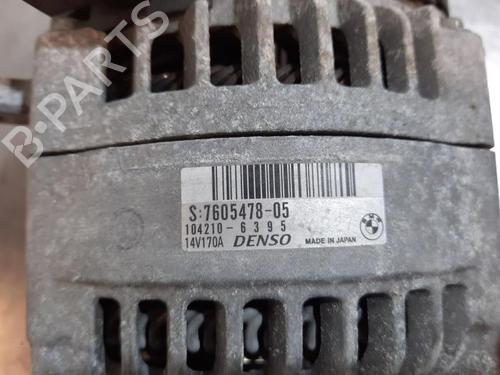 B-PARTS
S:7605478-05
104210-6395
14V170A DENSO MADE IN JAPAN